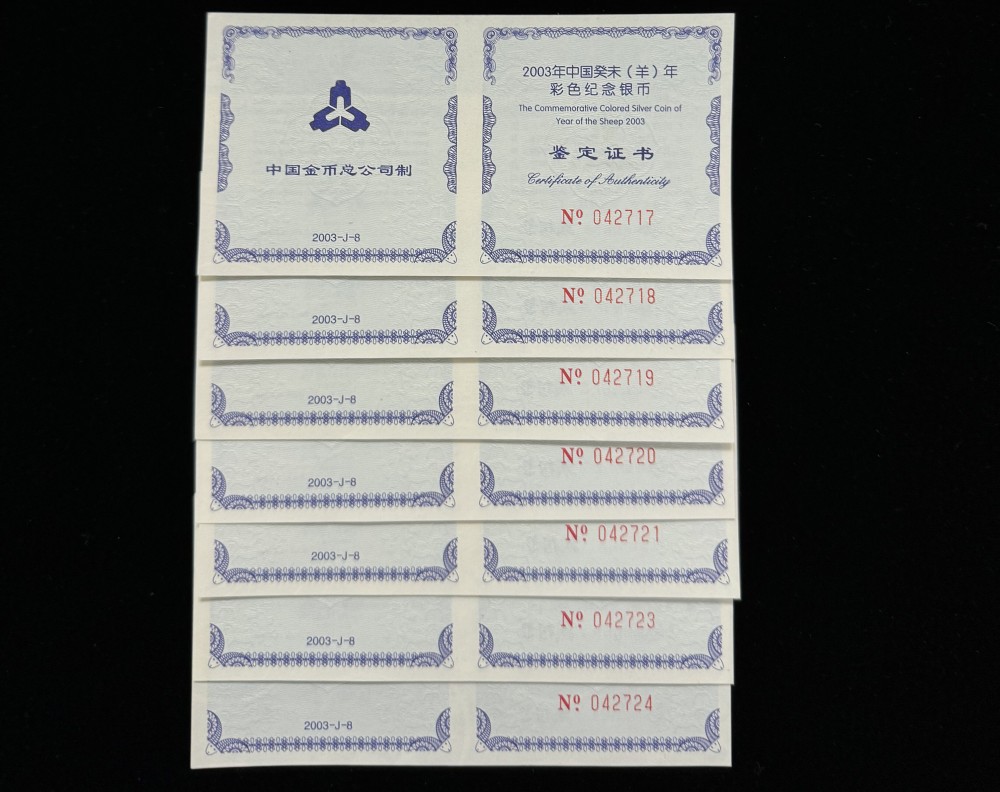 中国金币总公司制
2003-J-8
2003年中国癸未（羊）年
彩色纪念银币
The Commemorative Colored Silver Coin of
Year of the Sheep 2003
鉴定证书
Certificate of Authenticity
Nº 042717
2003-J-8
Nº 042718
2003-J-8
Nº 042719
2003-J-8
Nº 042720
2003-J-8
Nº 042721
2003-J-8
Nº 042723
2003-J-8
Nº 042724